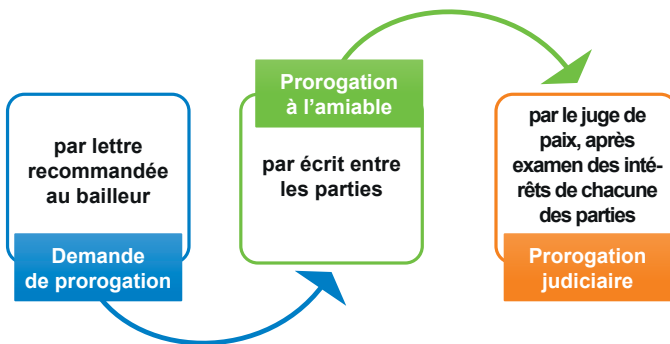 par lettre
recommandée
au bailleur
Demande
de prorogation
Prorogation
à l'amiable
par écrit entre
les parties
par le juge de
paix, après
examen des inté-
rêts de chacune
des parties
Prorogation
judiciaire